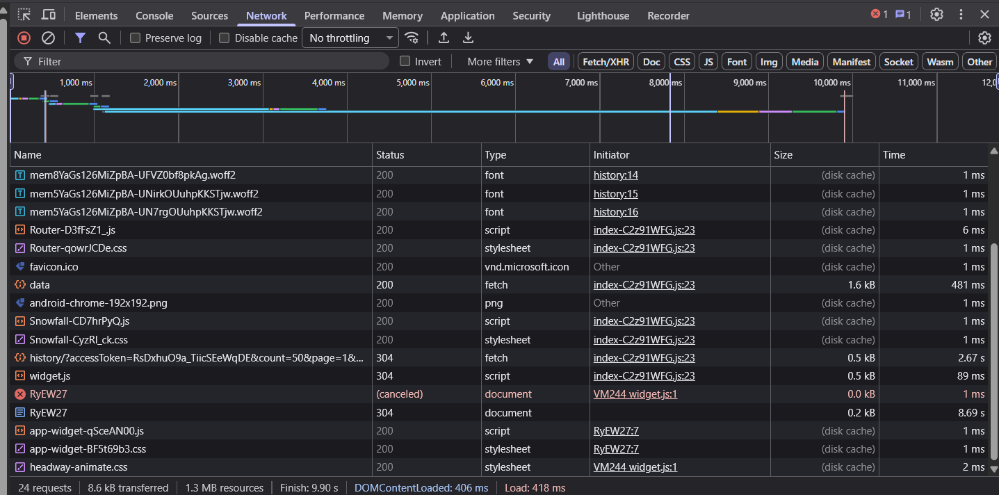 Elements Console Sources Network Performance Memory Application Security Lighthouse Recorder 1 1
Preserve log Disable cache No throttling
Filter Invert More filters All Fetch/XHR Doc CSS JS Font Img Media Manifest Socket Wasm Other
1,000 ms 2,000 ms 3,000 ms 4,000 ms 5,000 ms 6,000 ms 7,000 ms 8,000 ms 9,000 ms 10,000 ms 11,000 ms 12,0
Name Status Type Initiator Size Time
mem8YaGs126MiZpBA-UFVZ0bf8pkAg.woff2 200 font history:14 (disk cache) 1 ms
mem5YaGs126MiZpBA-UNirkOUuhpKKSTjw.woff2 200 font history:15 (disk cache) 1 ms
mem5YaGs126MiZpBA-UN7rgOUuhpKKSTjw.woff2 200 font history:16 (disk cache) 1 ms
Router-D3fFsZ1_.js 200 script index-C2z91WFG.js:23 (disk cache) 6 ms
Router-qowrJCDe.css 200 stylesheet index-C2z91WFG.js:23 (disk cache) 1 ms
favicon.ico 200 vnd.microsoft.icon Other (disk cache) 1 ms
data 200 fetch index-C2z91WFG.js:23 1.6 kB 481 ms
android-chrome-192x192.png 200 png Other (disk cache) 1 ms
Snowfall-CD7hrPyQ.js 200 script index-C2z91WFG.js:23 (disk cache) 1 ms
Snowfall-CyzRl_ck.css 200 stylesheet index-C2z91WFG.js:23 (disk cache) 1 ms
history/?accessToken=RsDxhuO9a_TiicSEeWqDE&count=50&page=1&... 304 fetch index-C2z91WFG.js:23 0.5 kB 2.67 s
widget.js 304 script index-C2z91WFG.js:23 0.5 kB 89 ms
RyEW27 (canceled) document VM244 widget.js:1 0.0 kB 1 ms
RyEW27 304 document 0.2 kB 8.69 s
app-widget-qSceAN00.js 200 script RyEW27:7 (disk cache) 1 ms
app-widget-BF5t69b3.css 200 stylesheet RyEW27:7 (disk cache) 1 ms
headway-animate.css 200 stylesheet VM244 widget.js:1 (disk cache) 2 ms
24 requests 8.6 kB transferred 1.3 MB resources Finish: 9.90 s DOMContentLoaded: 406 ms Load: 418 ms